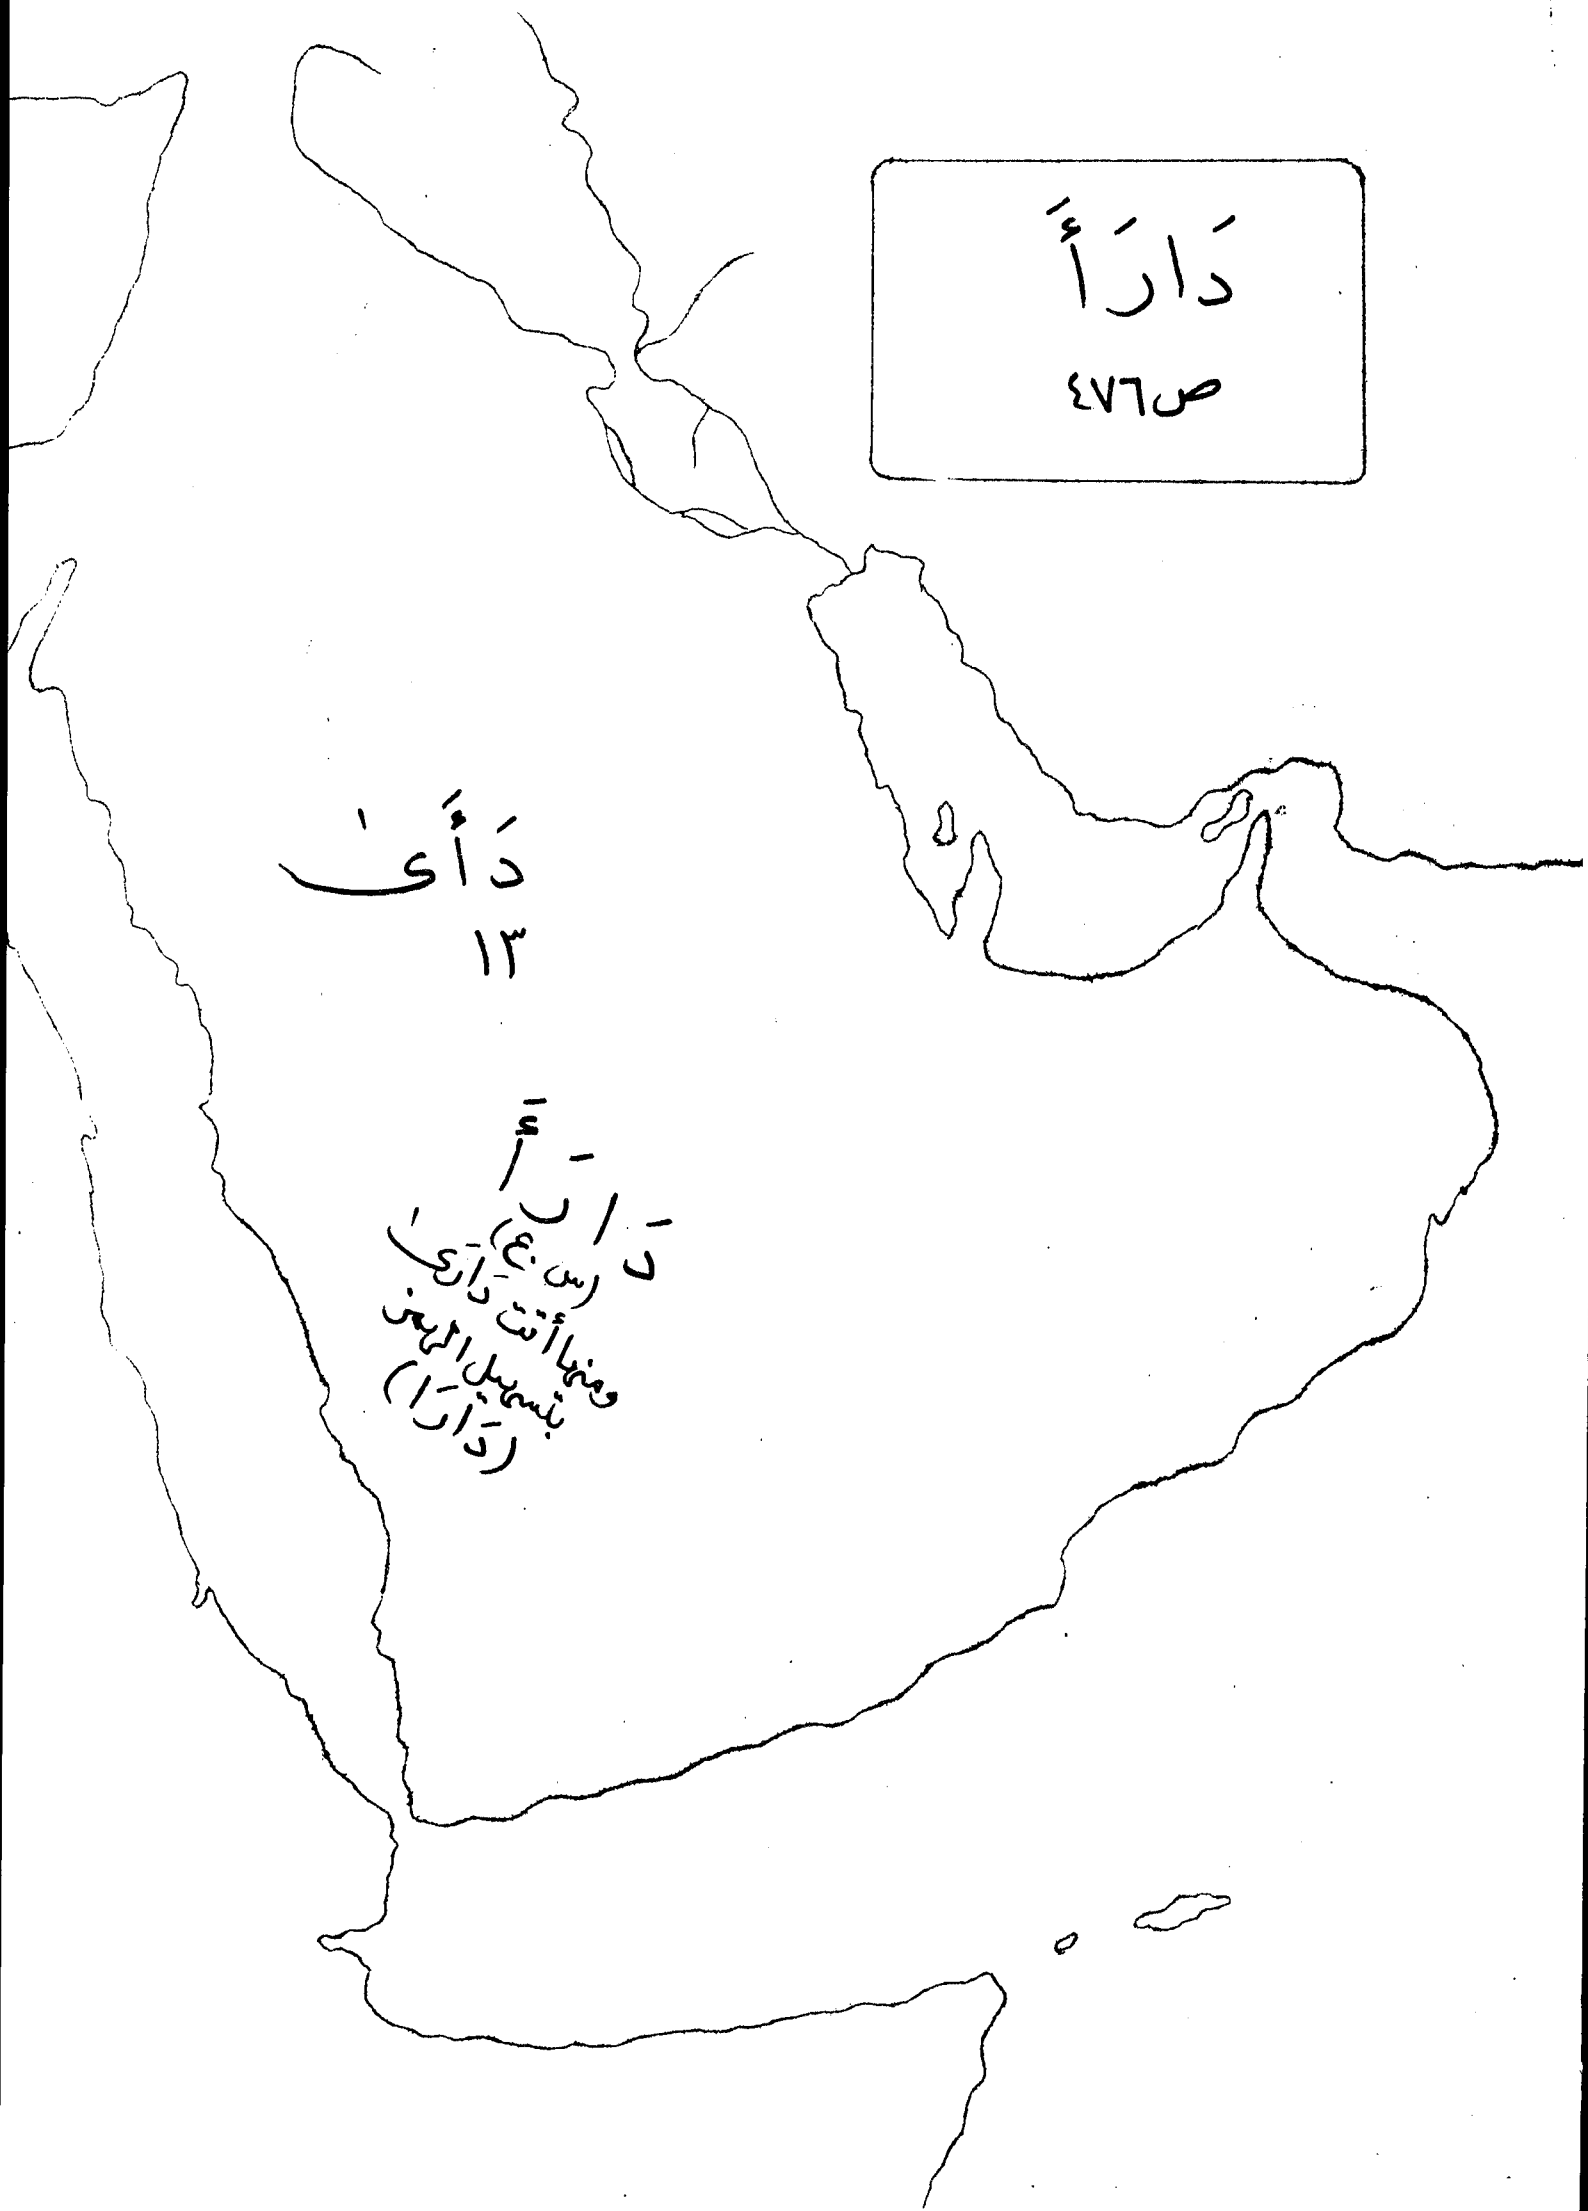 دَارَأَ
ص٤٧٦
دَأَىٰ
١٣
دَارَأَ
(س.ع)
ومنها أتت دَارَىٰ
بتسهيل الهمز
(دَارَا)